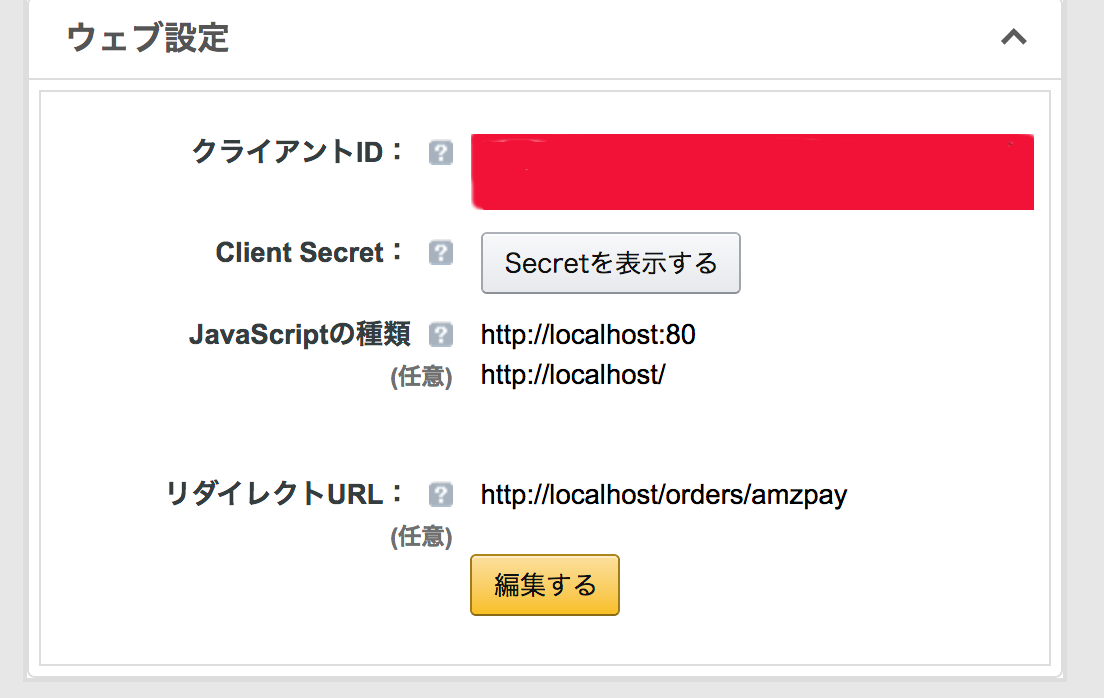 ウェブ設定
クライアントID： ?
Client Secret： ? Secretを表示する
JavaScriptの種類 ? http://localhost:80
(任意) http://localhost/
リダイレクトURL： ? http://localhost/orders/amzpay
(任意)
編集する